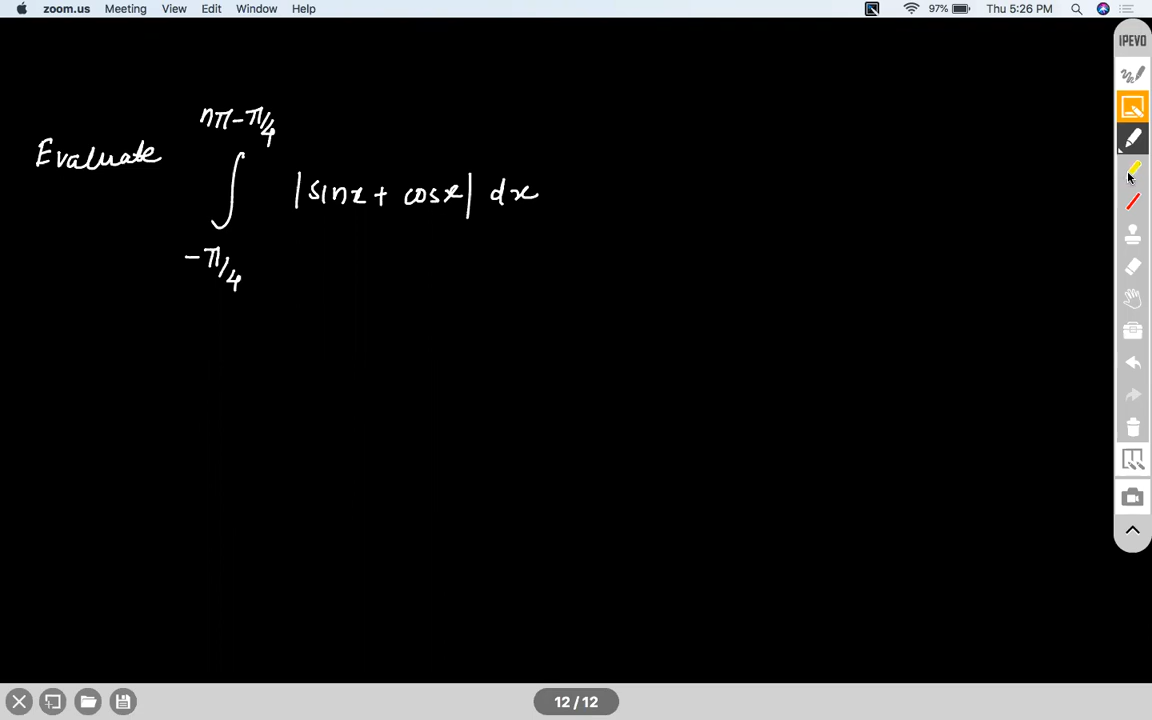 zoom.us Meeting View Edit Window Help 97% Thu 5:26 PM
IPEVO
nπ-π/4
Evaluate ∫ |sinx + cosx| dx
-π/4
12/12